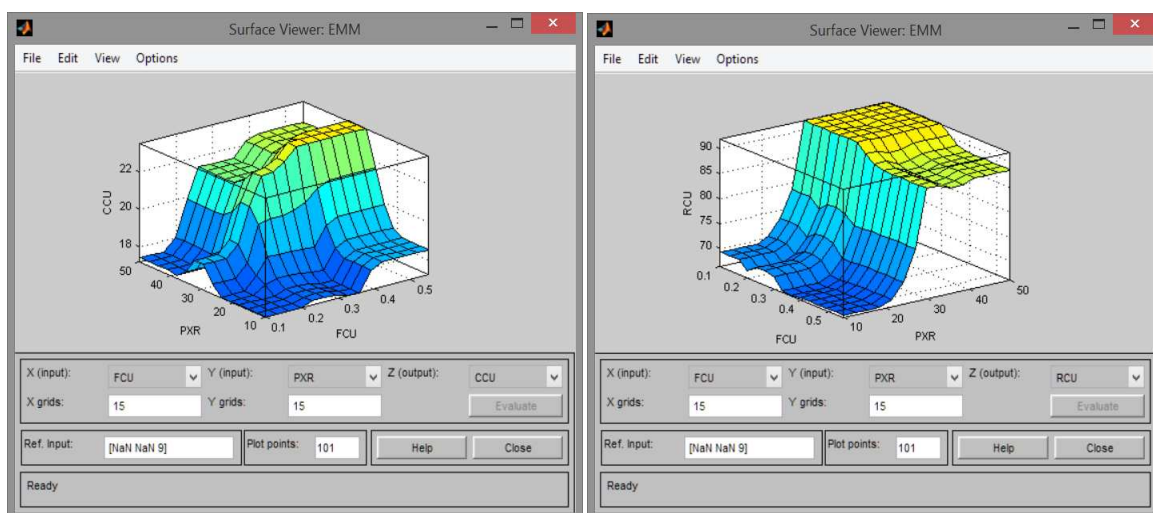 Surface Viewer: EMM
File Edit View Options
22
20
18
CCU
50
40
30
20
10
PXR
0.1
0.2
0.3
0.4
0.5
FCU
X (input): FCU Y (input): PXR Z (output): CCU
X grids: 15 Y grids: 15 Evaluate
Ref. Input: [NaN NaN 9] Plot points: 101 Help Close
Ready
Surface Viewer: EMM
File Edit View Options
90
85
80
75
70
RCU
0.1
0.2
0.3
0.4
0.5
FCU
10
20
30
40
50
PXR
X (input): FCU Y (input): PXR Z (output): RCU
X grids: 15 Y grids: 15 Evaluate
Ref. Input: [NaN NaN 9] Plot points: 101 Help Close
Ready